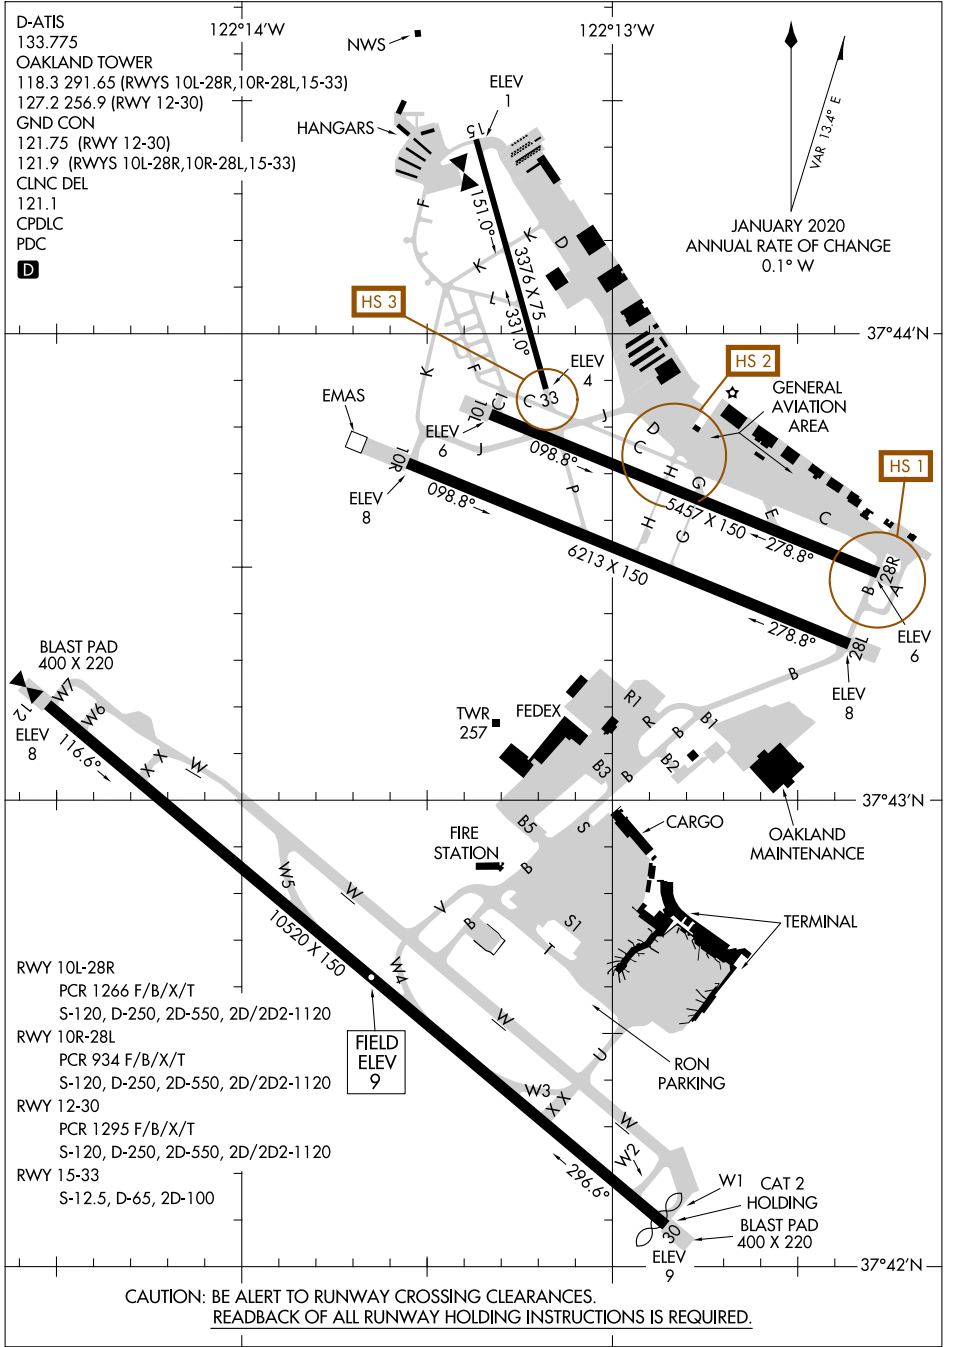 D-ATIS
133.775
OAKLAND TOWER
118.3 291.65 (RWYS 10L-28R,10R-28L,15-33)
127.2 256.9 (RWY 12-30)
GND CON
121.75 (RWY 12-30)
121.9 (RWYS 10L-28R,10R-28L,15-33)
CLNC DEL
121.1
CPDLC
PDC
D
122°14'W
122°13'W
NWS
HANGARS
ELEV
1
15
VAR 13.4° E
JANUARY 2020
ANNUAL RATE OF CHANGE
0.1° W
F
151.0°
K
D
K
3376 X 75
L
331.0°
HS 3
37°44'N
HS 2
K
F
ELEV
4
GENERAL
AVIATION
AREA
EMAS
C1
C
33
10L
J
D
ELEV
6
J
C
HS 1
10R
098.8°
H
G
ELEV
8
098.8°
P
5457 X 150
E
C
H
G
278.8°
6213 X 150
28R
B
A
278.8°
28L
ELEV
6
BLAST PAD
400 X 220
B
ELEV
8
W7
12
W6
ELEV
8
116.6°
TWR
257
FEDEX
R1
R
B
B1
X X
W
B3
B
B2
37°43'N
B5
S
CARGO
OAKLAND
MAINTENANCE
FIRE
STATION
B
W5
W
V
B
S1
T
TERMINAL
10520 X 150
W4
RWY 10L-28R
PCR 1266 F/B/X/T
S-120, D-250, 2D-550, 2D/2D2-1120
RWY 10R-28L
PCR 934 F/B/X/T
S-120, D-250, 2D-550, 2D/2D2-1120
RWY 12-30
PCR 1295 F/B/X/T
S-120, D-250, 2D-550, 2D/2D2-1120
RWY 15-33
S-12.5, D-65, 2D-100
W
FIELD
ELEV
9
U
RON
PARKING
W3
X X
W
W2
296.6°
W1
CAT 2
HOLDING
30
BLAST PAD
400 X 220
ELEV
9
37°42'N
CAUTION: BE ALERT TO RUNWAY CROSSING CLEARANCES.
READBACK OF ALL RUNWAY HOLDING INSTRUCTIONS IS REQUIRED.